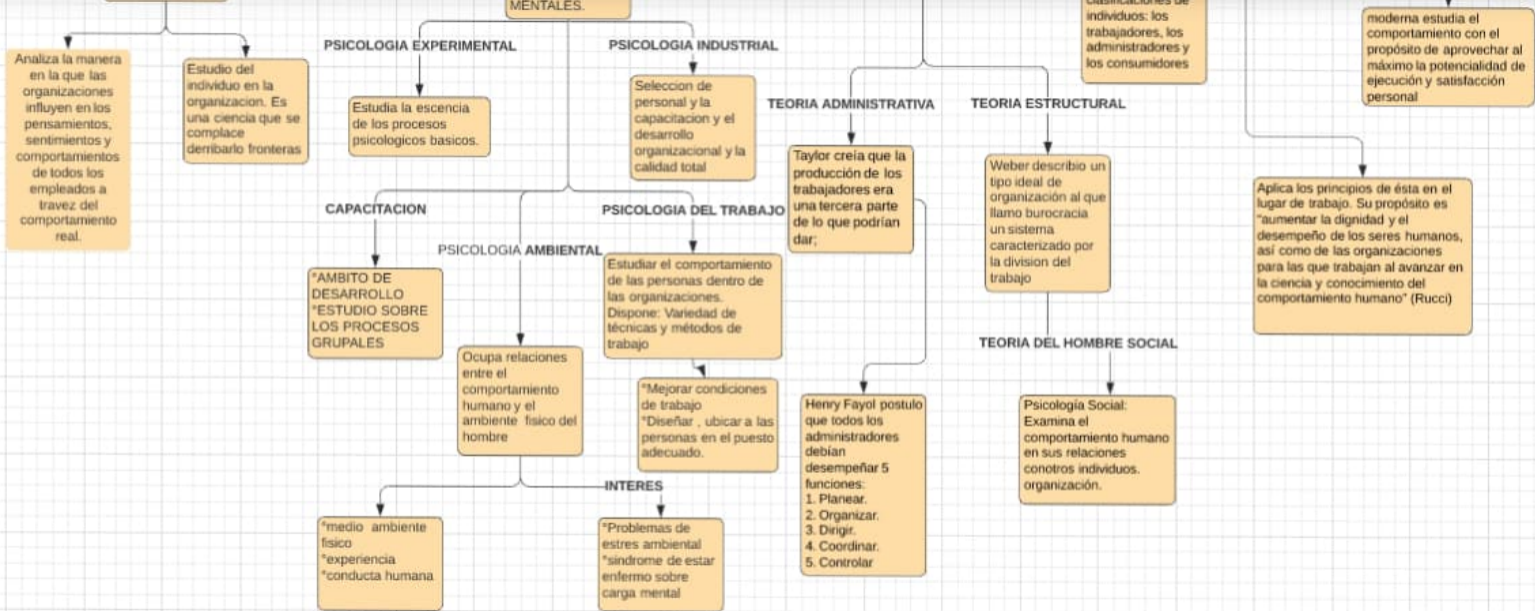 MENTALES.
clasificaciones de
individuos: los
trabajadores, los
administradores y
los consumidores
moderna estudia el
comportamiento con el
propósito de aprovechar al
máximo la potencialidad de
ejecución y satisfacción
personal
Analiza la manera
en la que las
organizaciones
influyen en los
pensamientos,
sentimientos y
comportamientos
de todos los
empleados a
travez del
comportamiento
real.
Estudio del
individuo en la
organizacion. Es
una ciencia que se
complace
derribarlo fronteras
PSICOLOGIA EXPERIMENTAL
Estudia la escencia
de los procesos
psicologicos basicos.
PSICOLOGIA INDUSTRIAL
Seleccion de
personal y la
capacitacion y el
desarrollo
organizacional y la
calidad total
TEORIA ADMINISTRATIVA
Taylor creía que la
producción de los
trabajadores era
una tercera parte
de lo que podrían
dar;
TEORIA ESTRUCTURAL
Weber describio un
tipo ideal de
organización al que
llamo burocracia
un sistema
caracterizado por
la division del
trabajo
Aplica los principios de ésta en el
lugar de trabajo. Su propósito es
"aumentar la dignidad y el
desempeño de los seres humanos,
así como de las organizaciones
para las que trabajan al avanzar en
la ciencia y conocimiento del
comportamiento humano" (Rucci)
CAPACITACION
*AMBITO DE
DESARROLLO
*ESTUDIO SOBRE
LOS PROCESOS
GRUPALES
PSICOLOGIA AMBIENTAL
Ocupa relaciones
entre el
comportamiento
humano y el
ambiente fisico del
hombre
PSICOLOGIA DEL TRABAJO
Estudiar el comportamiento
de las personas dentro de
las organizaciones.
Dispone: Variedad de
técnicas y métodos de
trabajo
*Mejorar condiciones
de trabajo
*Diseñar , ubicar a las
personas en el puesto
adecuado.
Henry Fayol postulo
que todos los
administradores
debían
desempeñar 5
funciones:
1. Planear.
2. Organizar.
3. Dirigir.
4. Coordinar.
5. Controlar
TEORIA DEL HOMBRE SOCIAL
Psicología Social:
Examina el
comportamiento humano
en sus relaciones
conotros individuos.
organización.
INTERES
*medio ambiente
fisico
*experiencia
*conducta humana
*Problemas de
estres ambiental
*sindrome de estar
enfermo sobre
carga mental